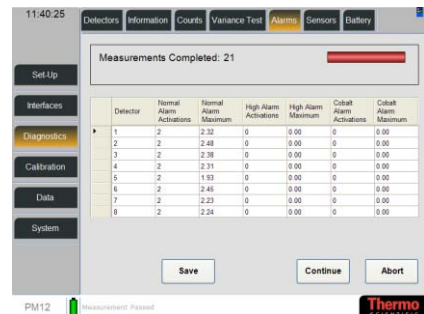 11:40:25
Detectors Information Counts Variance Test Alarms Sensors Battery
Measurements Completed: 21
Set-Up
Interfaces
Diagnostics
Calibration
Data
System
Detector Normal Alarm Activations Normal Alarm Maximum High Alarm Activations High Alarm Maximum Cobalt Alarm Activations Cobalt Alarm Maximum
1 2 2.32 0 0.00 0 0.00
2 2 2.48 0 0.00 0 0.00
3 2 2.38 0 0.00 0 0.00
4 2 2.31 0 0.00 0 0.00
5 2 1.93 0 0.00 0 0.00
6 2 2.45 0 0.00 0 0.00
7 2 2.23 0 0.00 0 0.00
8 2 2.24 0 0.00 0 0.00
Save Continue Abort
PM12 Measurement Passed Thermo
SCIENTIFIC